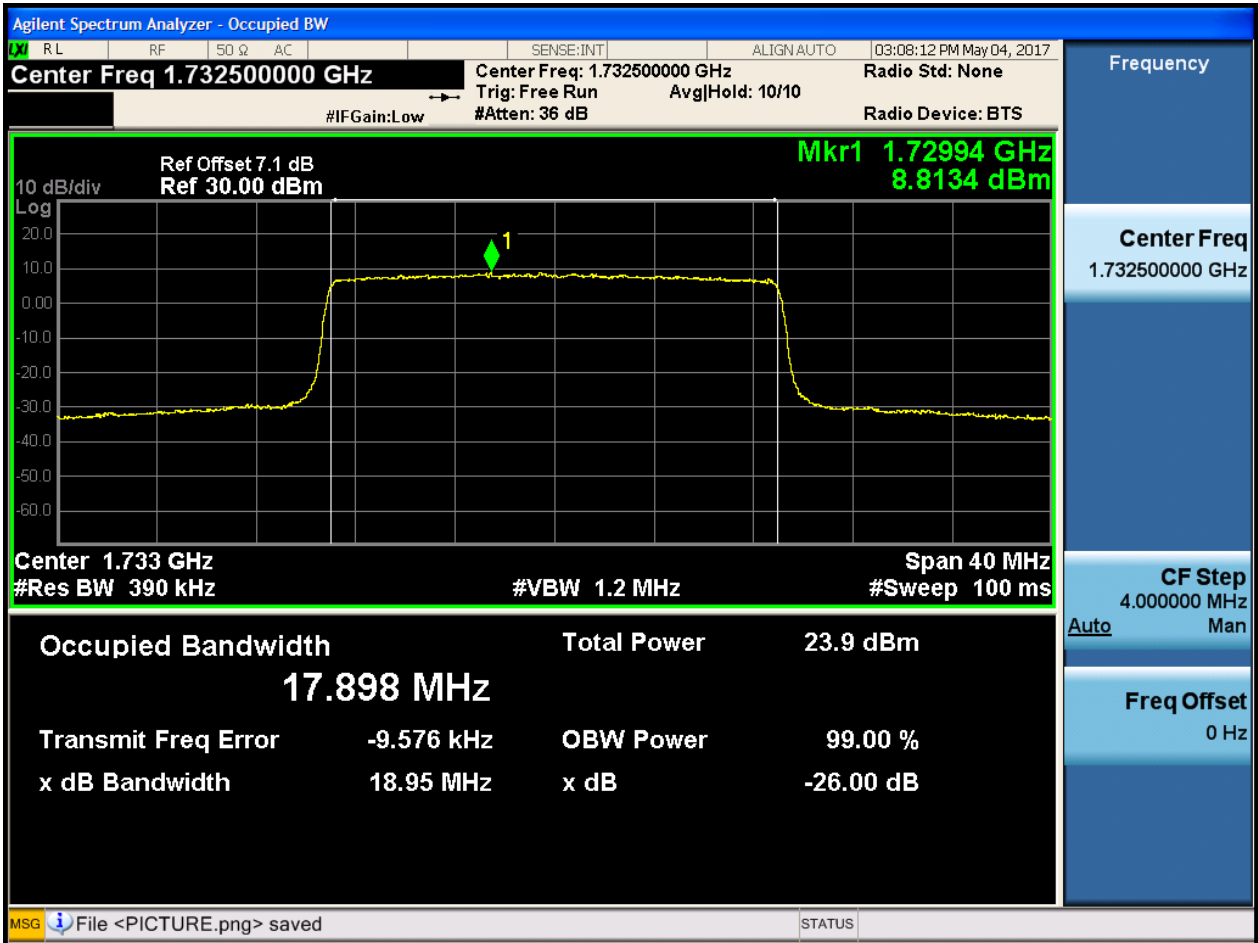 Agilent Spectrum Analyzer - Occupied BW
LXI RL RF 50 Ω AC SENSE:INT ALIGN AUTO 03:08:12 PM May 04, 2017
Center Freq 1.732500000 GHz
Center Freq: 1.732500000 GHz Radio Std: None
Trig: Free Run Avg|Hold: 10/10
#IFGain:Low #Atten: 36 dB Radio Device: BTS
Mkr1 1.72994 GHz
8.8134 dBm
Ref Offset 7.1 dB
10 dB/div Ref 30.00 dBm
Log
20.0
1
10.0
0.00
-10.0
-20.0
-30.0
-40.0
-50.0
-60.0
Center 1.733 GHz Span 40 MHz
#Res BW 390 kHz #VBW 1.2 MHz #Sweep 100 ms
Occupied Bandwidth Total Power 23.9 dBm
17.898 MHz
Transmit Freq Error -9.576 kHz OBW Power 99.00 %
x dB Bandwidth 18.95 MHz x dB -26.00 dB
Frequency
Center Freq
1.732500000 GHz
CF Step
4.000000 MHz
Auto Man
Freq Offset
0 Hz
MSG File <PICTURE.png> saved STATUS